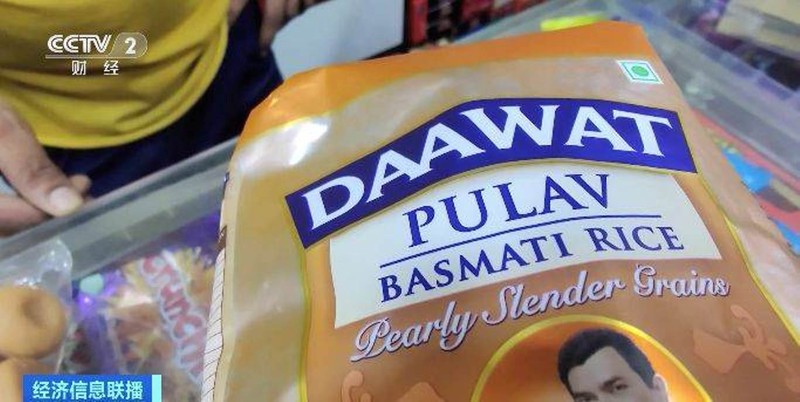 CCTV 2
财经
DAAWAT
PULAV
BASMATI RICE
Pearly Slender Grains
经济信息联播